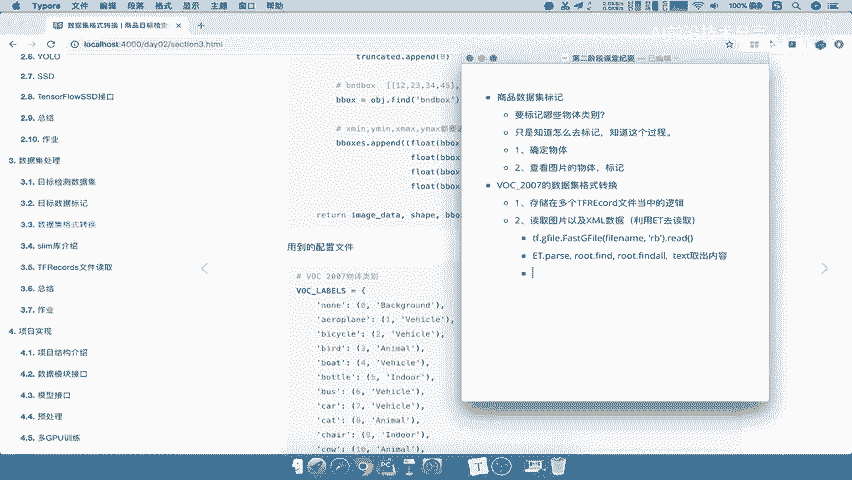 Typora 文件 编辑 段落 格式 显示 主题 窗口 帮助
100%
数据集格式转换 | 商品目标检测
localhost:4000/day02/section3.html
2.6. YOLO
2.7. SSD
2.8. TensorFlowSSD接口
2.9. 总结
2.10. 作业
3. 数据集处理
3.1. 目标检测数据集
3.2. 目标数据标记
3.3. 数据集格式转换
3.4. slim库介绍
3.5. TFRecords文件读取
3.6. 总结
3.7. 作业
4. 项目实现
4.1. 项目结构介绍
4.2. 数据模块接口
4.3. 模型接口
4.4. 预处理
4.5. 多GPU训练
truncated.append(0)
# bndbox [[12,23,34,45],
bbox = obj.find('bndbox')
# xmin,ymin,xmax,ymax
bboxes.append((float(bbo
float(bbo
float(bbo
float(bbo
return image_data, shape, bbo
用到的配置文件
# VOC 2007物体类别
VOC_LABELS = {
'none': (0, 'Background'),
'aeroplane': (1, 'Vehicle'),
'bicycle': (2, 'Vehicle'),
'bird': (3, 'Animal'),
'boat': (4, 'Vehicle'),
'bottle': (5, 'Indoor'),
'bus': (6, 'Vehicle'),
'car': (7, 'Vehicle'),
'cat': (8, 'Animal'),
'chair': (9, 'Indoor'),
'cow': (10, 'Animal'),
第二阶段课堂纪要 — 已编辑
商品数据集标记
要标记哪些物体类别?
只是知道怎么去标记，知道这个过程。
1、确定物体
2、查看图片的物体，标记
VOC_2007的数据集格式转换
1、存储在多个TFREcord文件当中的逻辑
2、读取图片以及XML数据（利用ET去读取）
tf.gfile.FastGFile(filename, 'rb').read()
ET.parse, root.find, root.findall, text取出内容